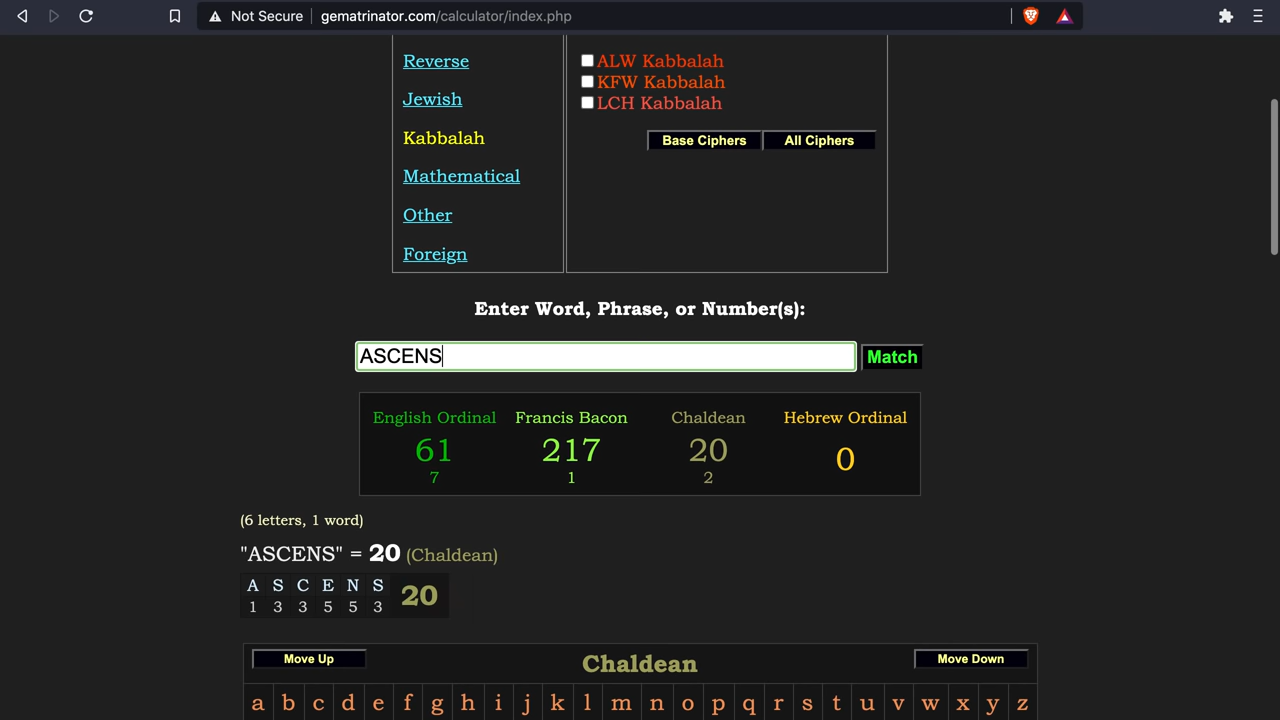 Not Secure gematrinator.com/calculator/index.php
Reverse
Jewish
Kabbalah
Mathematical
Other
Foreign
ALW Kabbalah
KFW Kabbalah
LCH Kabbalah
Base Ciphers All Ciphers
Enter Word, Phrase, or Number(s):
ASCENS Match
English Ordinal Francis Bacon Chaldean Hebrew Ordinal
61 217 20 0
7 1 2
(6 letters, 1 word)
"ASCENS" = 20 (Chaldean)
A S C E N S 20
1 3 3 5 5 3
Move Up Chaldean Move Down
a b c d e f g h i j k l m n o p q r s t u v w x y z